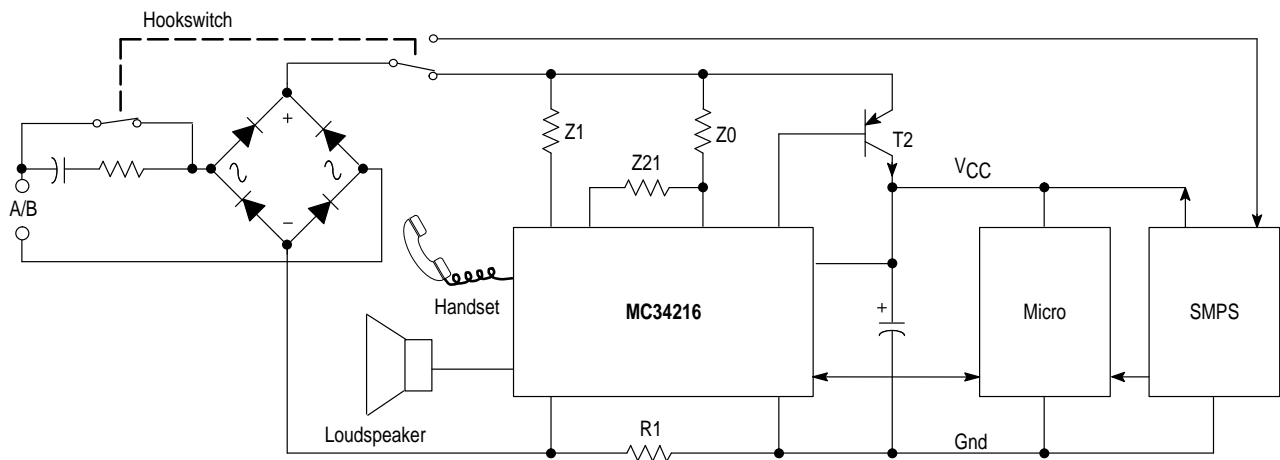 Hookswitch
+
Z1
Z0
T2
Z21
VCC
A/B
−
Handset
MC34216
+
Micro
SMPS
Loudspeaker
R1
Gnd